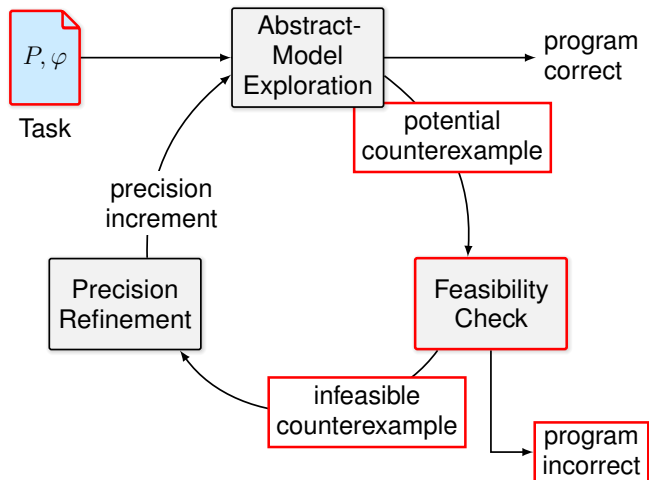 P, φ
Task
Abstract-
Model
Exploration
program
correct
potential
counterexample
precision
increment
Precision
Refinement
Feasibility
Check
infeasible
counterexample
program
incorrect